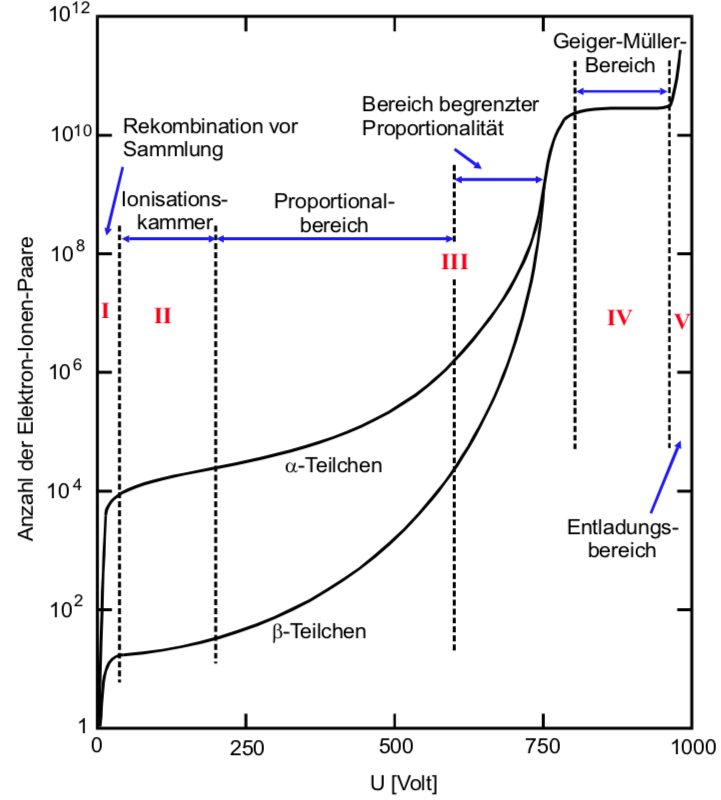 10^12
10^10
10^8
10^6
10^4
10^2
1
Anzahl der Elektron-Ionen-Paare
Geiger-Müller-
Bereich
Bereich begrenzter
Proportionalität
Rekombination vor
Sammlung
Ionisations-
kammer
Proportional-
bereich
I
II
III
IV
V
α-Teilchen
β-Teilchen
Entladungs-
bereich
0
250
500
750
1000
U [Volt]